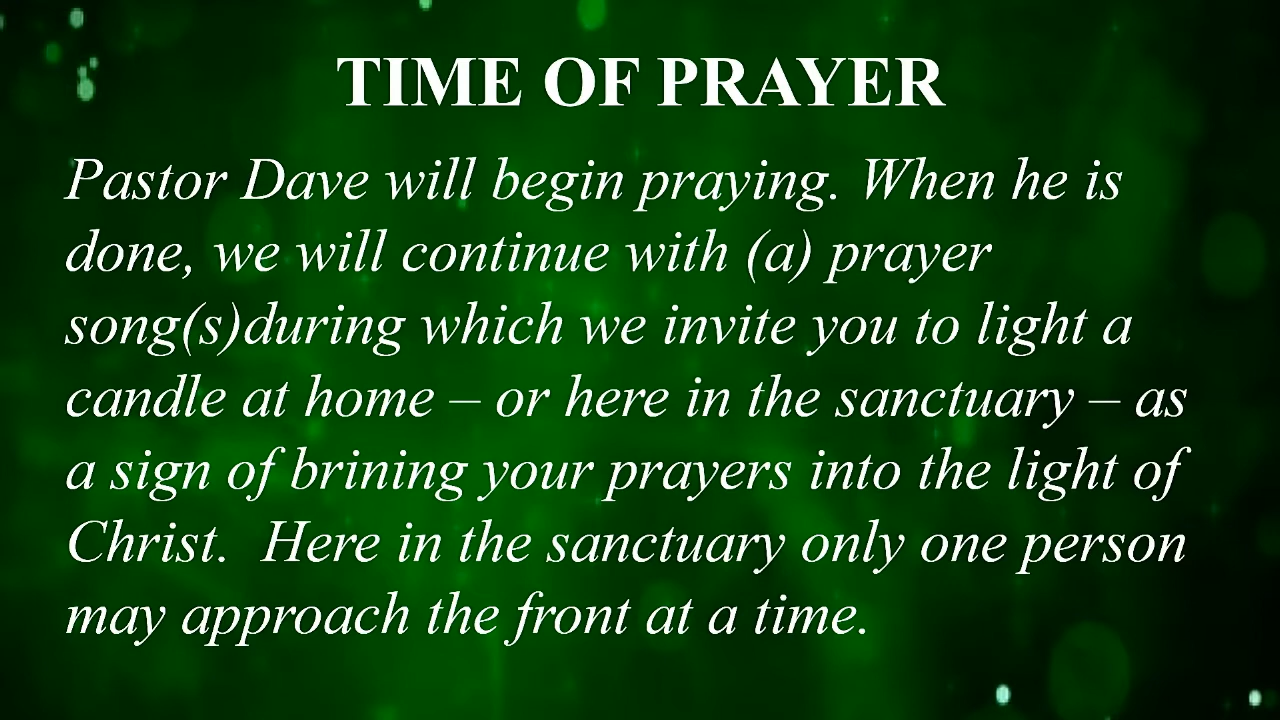 TIME OF PRAYER
Pastor Dave will begin praying. When he is
done, we will continue with (a) prayer
song(s)during which we invite you to light a
candle at home – or here in the sanctuary – as
a sign of brining your prayers into the light of
Christ.  Here in the sanctuary only one person
may approach the front at a time.